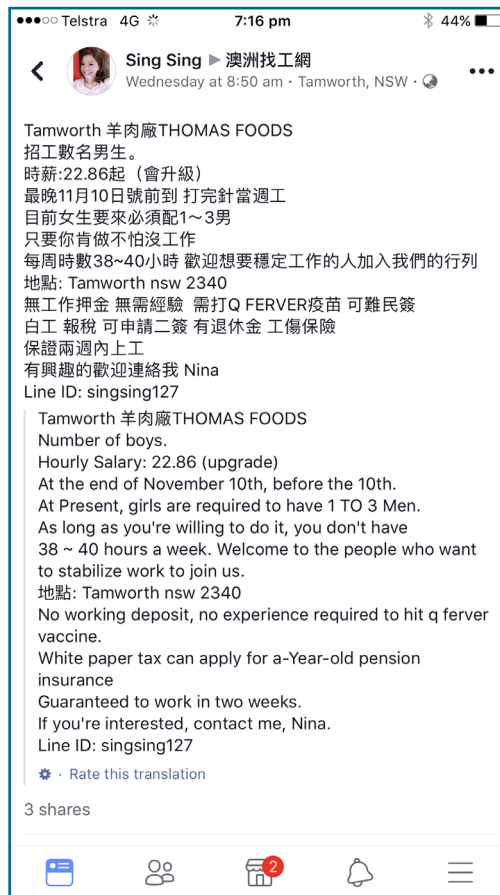 Telstra 4G 7:16 pm 44%
Sing Sing ▶ 澳洲找工網
Wednesday at 8:50 am · Tamworth, NSW ·
Tamworth 羊肉廠THOMAS FOODS
招工數名男生。
時薪:22.86起（會升級）
最晚11月10日號前到 打完針當週工
目前女生要來必須配1～3男
只要你肯做不怕沒工作
每周時數38~40小時 歡迎想要穩定工作的人加入我們的行列
地點: Tamworth nsw 2340
無工作押金 無需經驗 需打Q FERVER疫苗 可難民簽
白工 報稅 可申請二簽 有退休金 工傷保險
保證兩週內上工
有興趣的歡迎連絡我 Nina
Line ID: singsing127
Tamworth 羊肉廠THOMAS FOODS
Number of boys.
Hourly Salary: 22.86 (upgrade)
At the end of November 10th, before the 10th.
At Present, girls are required to have 1 TO 3 Men.
As long as you're willing to do it, you don't have
38 ~ 40 hours a week. Welcome to the people who want
to stabilize work to join us.
地點: Tamworth nsw 2340
No working deposit, no experience required to hit q ferver
vaccine.
White paper tax can apply for a-Year-old pension
insurance
Guaranteed to work in two weeks.
If you're interested, contact me, Nina.
Line ID: singsing127
· Rate this translation
3 shares
2